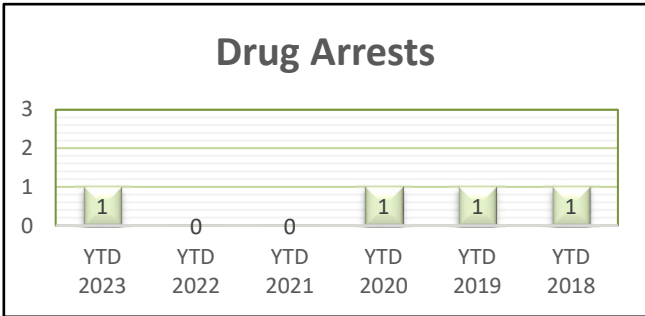 Drug Arrests
3
2
1
0
1 0 0 1 1 1
YTD YTD YTD YTD YTD YTD
2023 2022 2021 2020 2019 2018